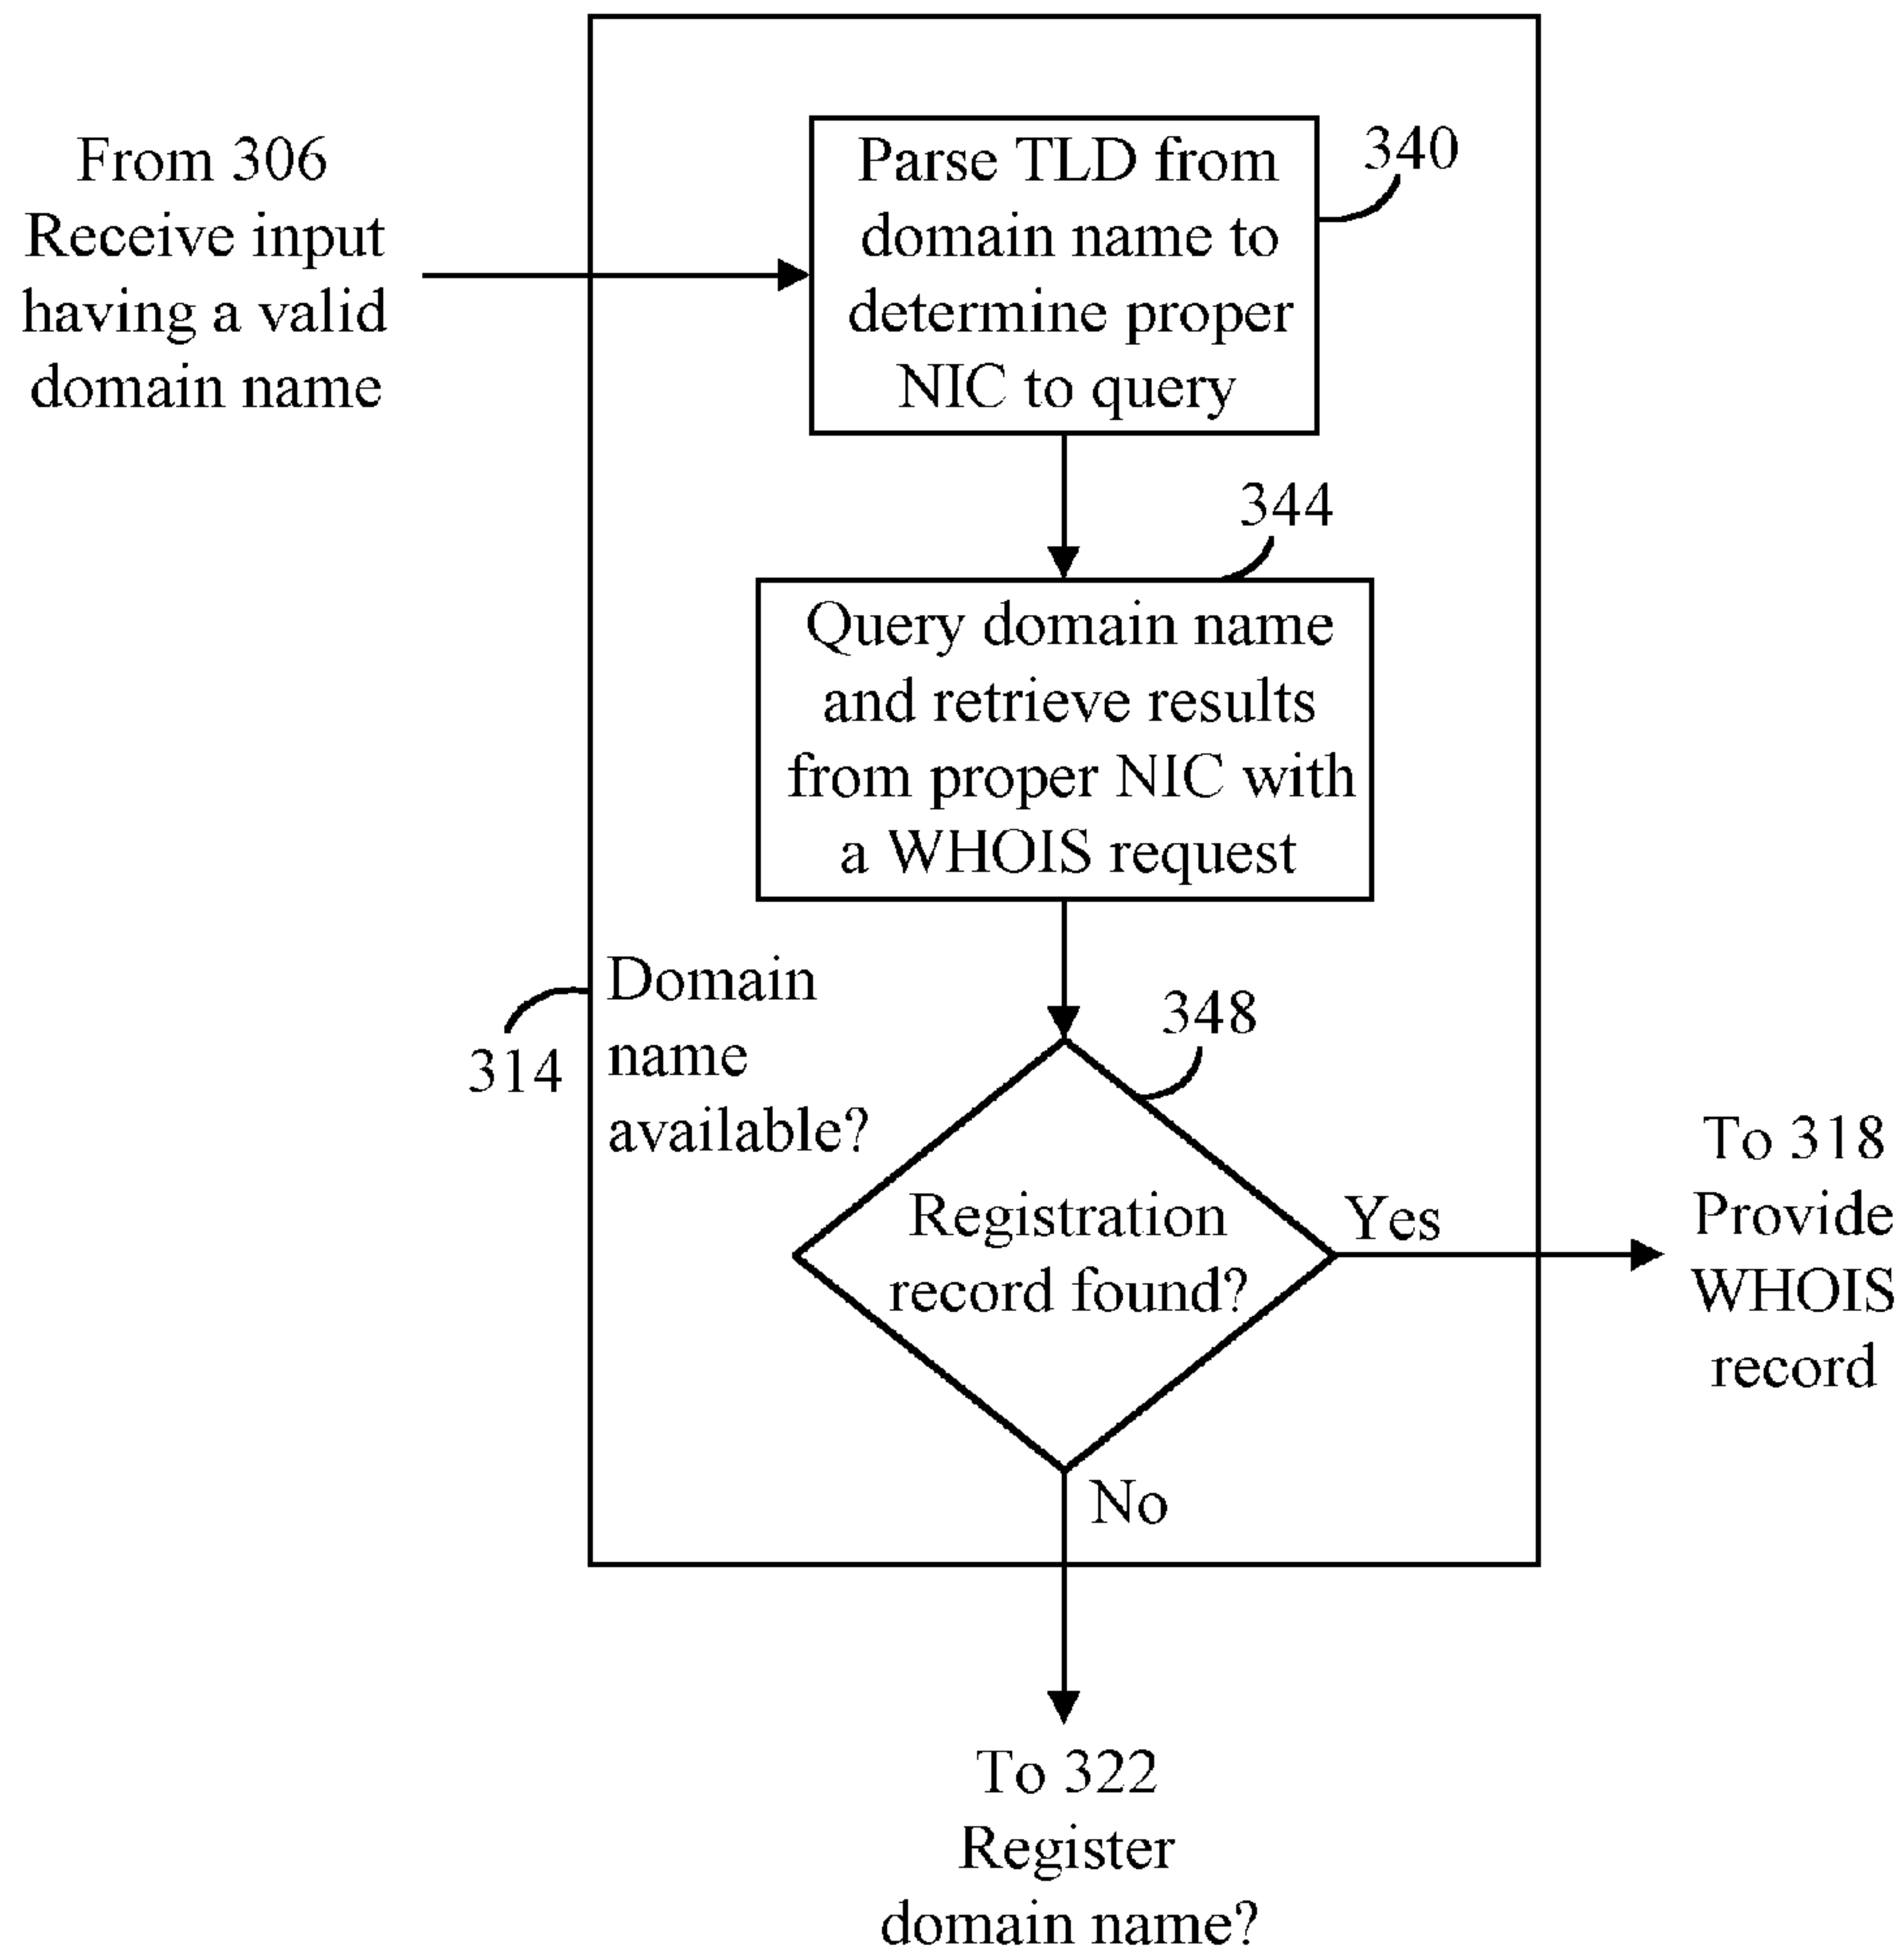 From 306
Receive input
having a valid
domain name
Parse TLD from
domain name to
determine proper
NIC to query
340
344
Query domain name
and retrieve results
from proper NIC with
a WHOIS request
Domain
name
available?
314
348
Registration
record found?
Yes
To 318
Provide
WHOIS
record
No
To 322
Register
domain name?